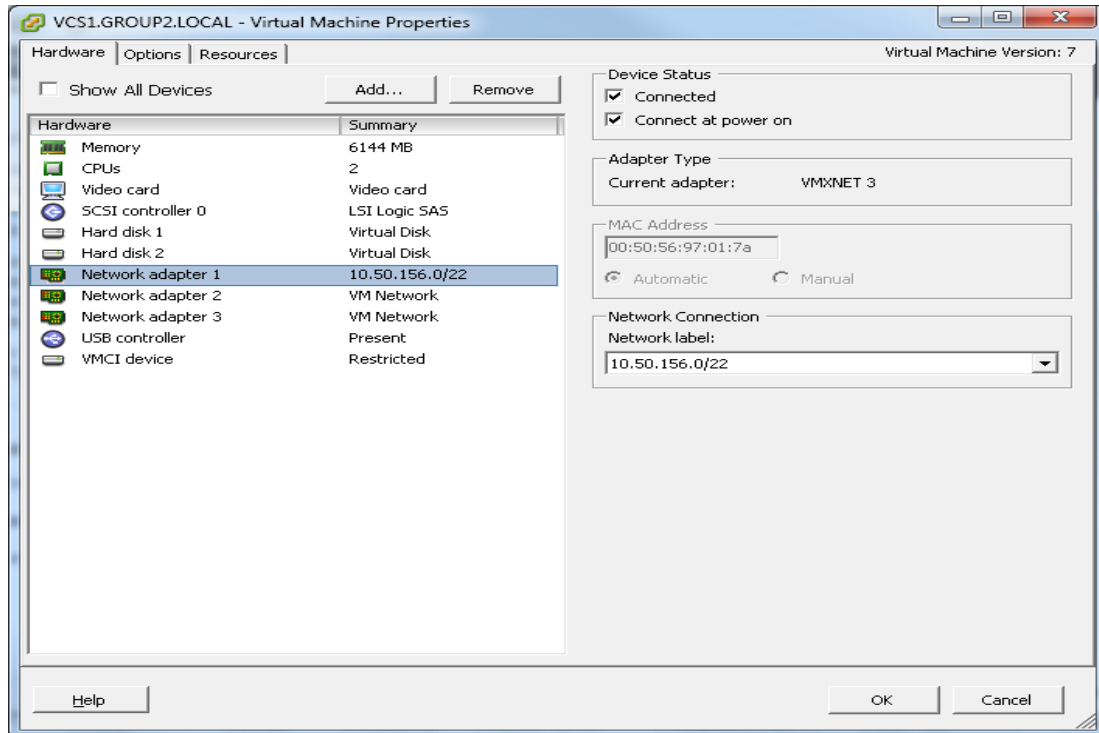 VCS1.GROUP2.LOCAL - Virtual Machine Properties
Hardware Options Resources Virtual Machine Version: 7
Show All Devices Add... Remove
Hardware Summary
Memory 6144 MB
CPUs 2
Video card Video card
SCSI controller 0 LSI Logic SAS
Hard disk 1 Virtual Disk
Hard disk 2 Virtual Disk
Network adapter 1 10.50.156.0/22
Network adapter 2 VM Network
Network adapter 3 VM Network
USB controller Present
VMCI device Restricted
Device Status
Connected
Connect at power on
Adapter Type
Current adapter: VMXNET 3
MAC Address
00:50:56:97:01:7a
Automatic Manual
Network Connection
Network label:
10.50.156.0/22
Help OK Cancel